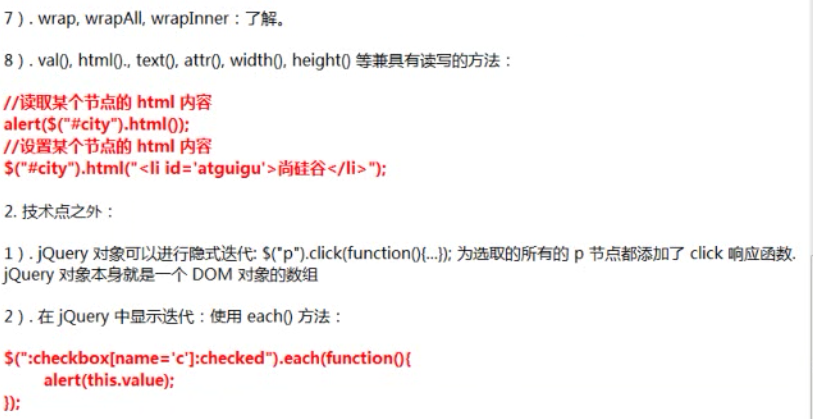 7）. wrap, wrapAll, wrapInner：了解。
8）. val(), html()., text(), attr(), width(), height() 等兼具有读写的方法：
//读取某个节点的 html 内容
alert($("#city").html());
//设置某个节点的 html 内容
$("#city").html("<li id='atguigu'>尚硅谷</li>");
2. 技术点之外：
1）. jQuery 对象可以进行隐式迭代: $("p").click(function(){...}); 为选取的所有的 p 节点都添加了 click 响应函数.
jQuery 对象本身就是一个 DOM 对象的数组
2）. 在 jQuery 中显示迭代：使用 each() 方法：
$(":checkbox[name='c']:checked").each(function(){
alert(this.value);
});